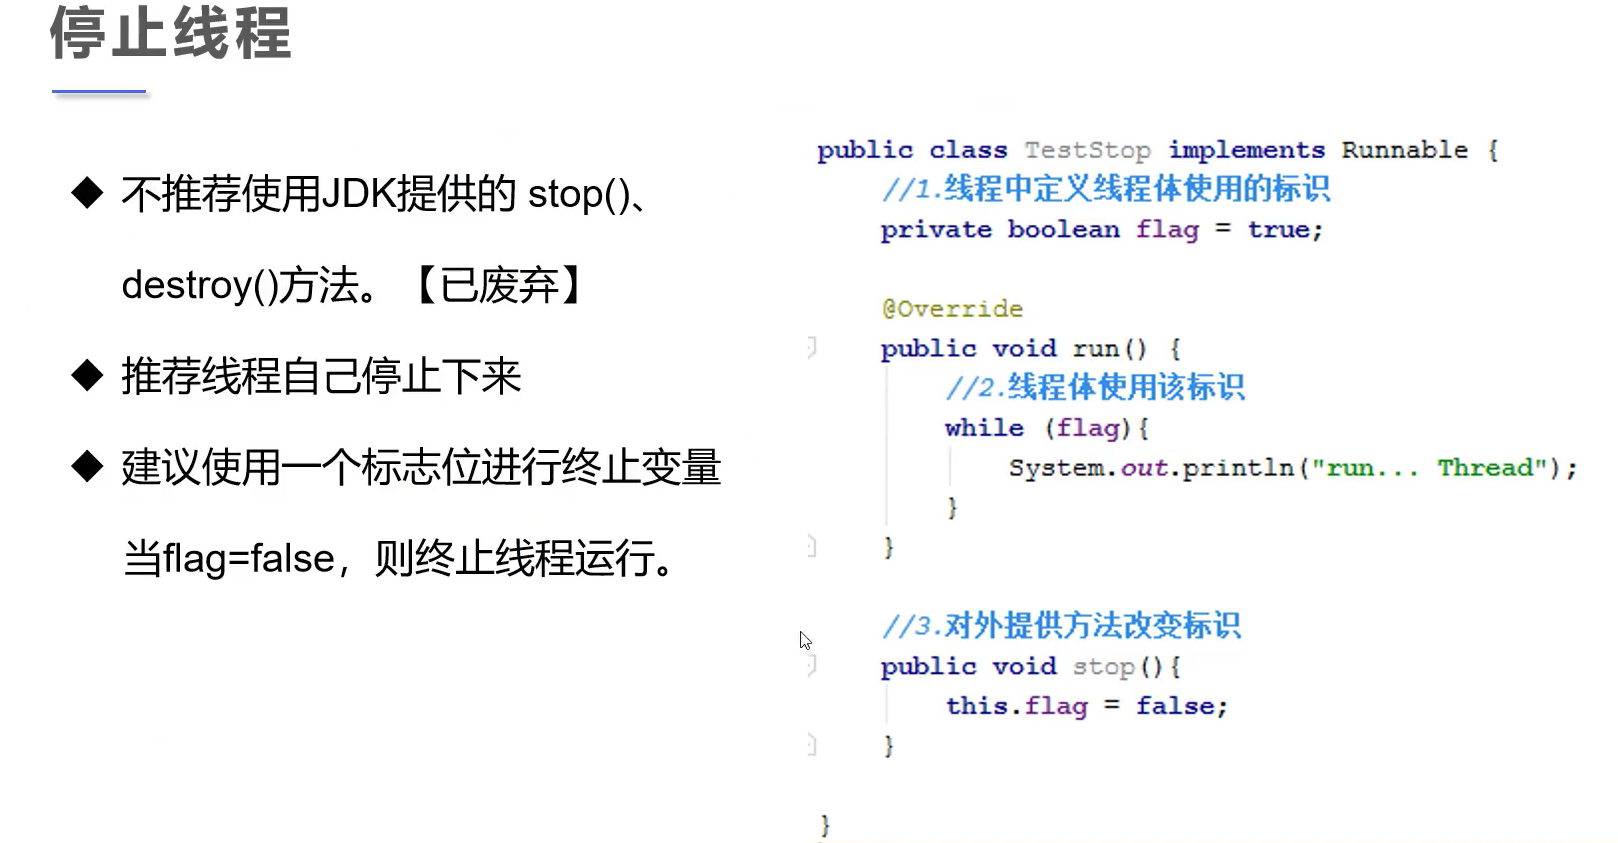 停止线程
不推荐使用JDK提供的 stop()、
destroy()方法。【已废弃】
推荐线程自己停止下来
建议使用一个标志位进行终止变量
当flag=false，则终止线程运行。
public class TestStop implements Runnable {
//1.线程中定义线程体使用的标识
private boolean flag = true;
@Override
public void run() {
//2.线程体使用该标识
while (flag){
System.out.println("run... Thread");
}
}
//3.对外提供方法改变标识
public void stop(){
this.flag = false;
}
}